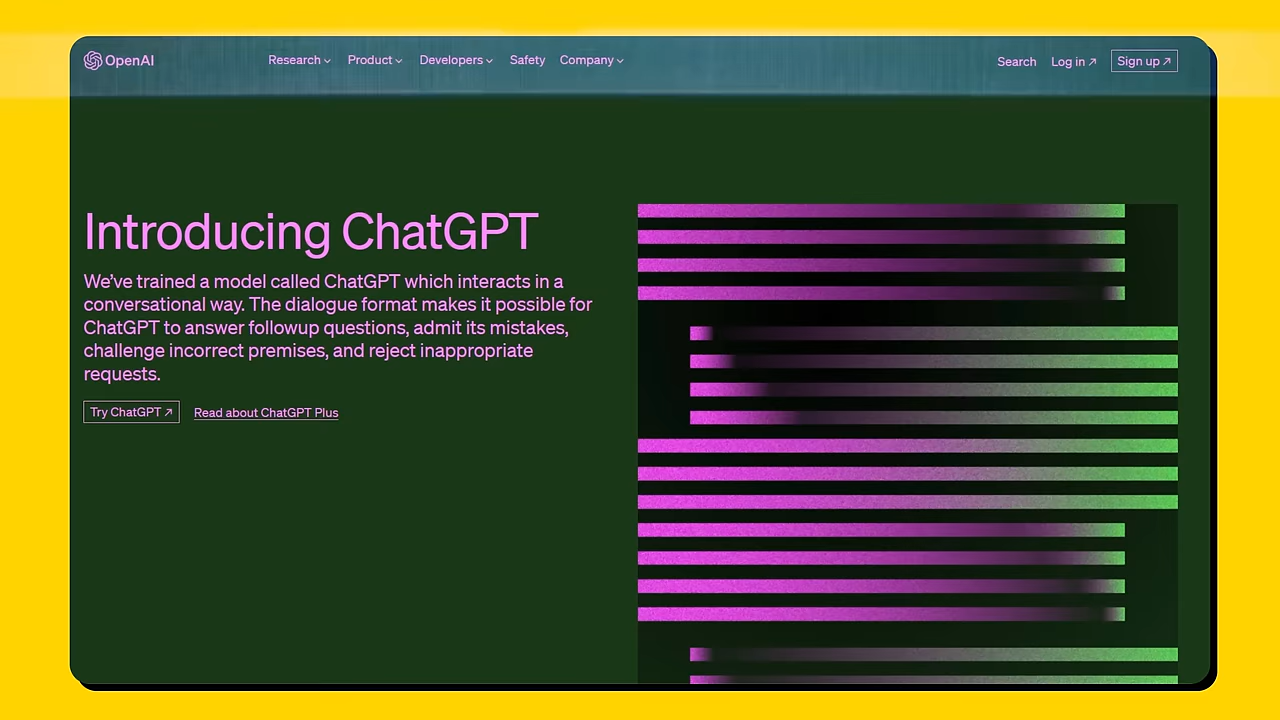 OpenAI
Research
Product
Developers
Safety
Company
Search
Log in ↗
Sign up ↗
Introducing ChatGPT
We've trained a model called ChatGPT which interacts in a
conversational way. The dialogue format makes it possible for
ChatGPT to answer followup questions, admit its mistakes,
challenge incorrect premises, and reject inappropriate
requests.
Try ChatGPT ↗
Read about ChatGPT Plus